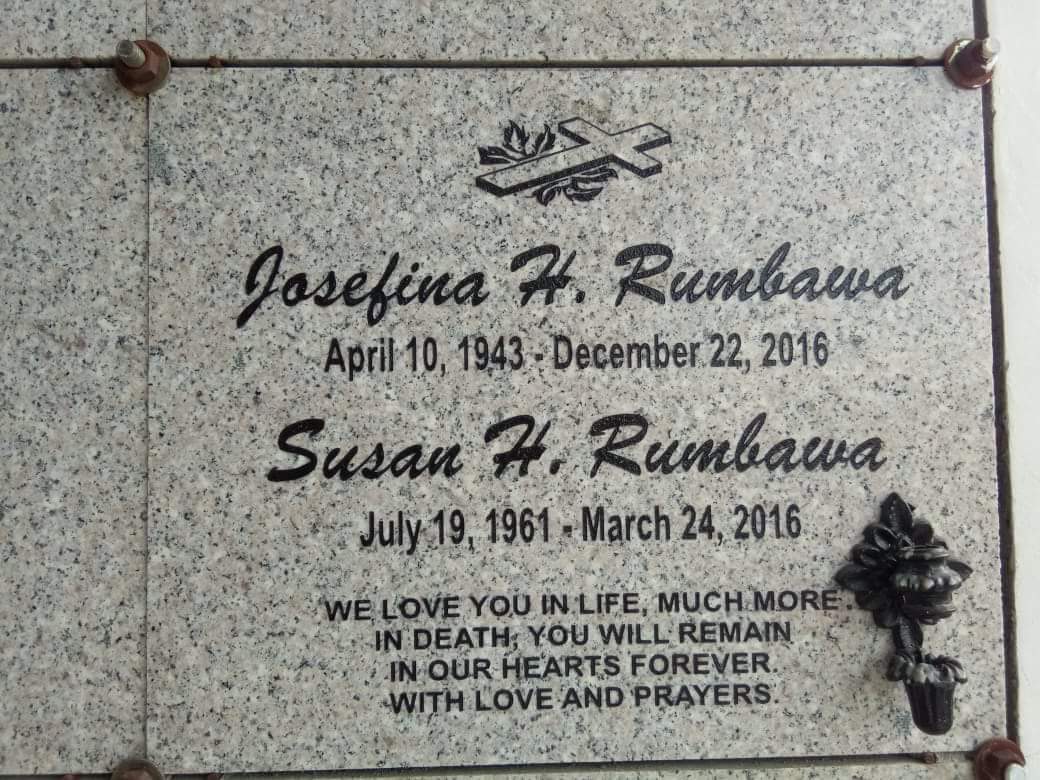 Josefina H. Rumbawa
April 10, 1943 - December 22, 2016
Susan H. Rumbawa
July 19, 1961 - March 24, 2016
WE LOVE YOU IN LIFE, MUCH MORE
IN DEATH, YOU WILL REMAIN
IN OUR HEARTS FOREVER.
WITH LOVE AND PRAYERS.